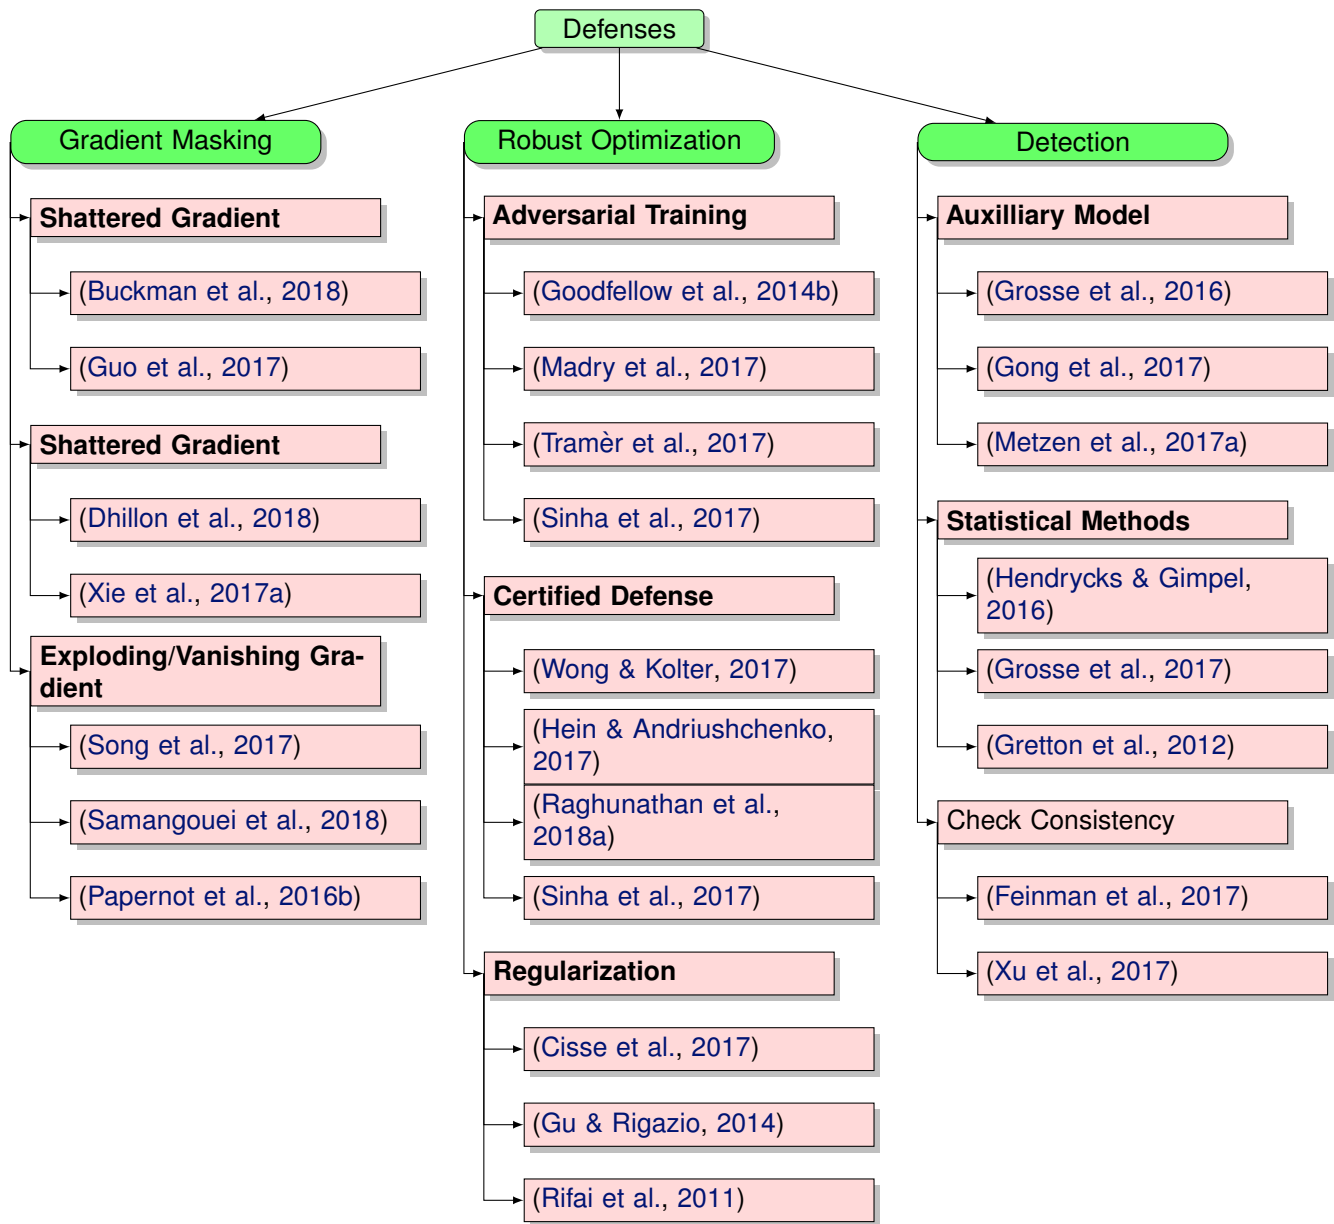 Defenses
Gradient Masking
Shattered Gradient
(Buckman et al., 2018)
(Guo et al., 2017)
Shattered Gradient
(Dhillon et al., 2018)
(Xie et al., 2017a)
Exploding/Vanishing Gra-
dient
(Song et al., 2017)
(Samangouei et al., 2018)
(Papernot et al., 2016b)
Robust Optimization
Adversarial Training
(Goodfellow et al., 2014b)
(Madry et al., 2017)
(Tramèr et al., 2017)
(Sinha et al., 2017)
Certified Defense
(Wong & Kolter, 2017)
(Hein & Andriushchenko,
2017)
(Raghunathan et al.,
2018a)
(Sinha et al., 2017)
Regularization
(Cisse et al., 2017)
(Gu & Rigazio, 2014)
(Rifai et al., 2011)
Detection
Auxilliary Model
(Grosse et al., 2016)
(Gong et al., 2017)
(Metzen et al., 2017a)
Statistical Methods
(Hendrycks & Gimpel,
2016)
(Grosse et al., 2017)
(Gretton et al., 2012)
Check Consistency
(Feinman et al., 2017)
(Xu et al., 2017)